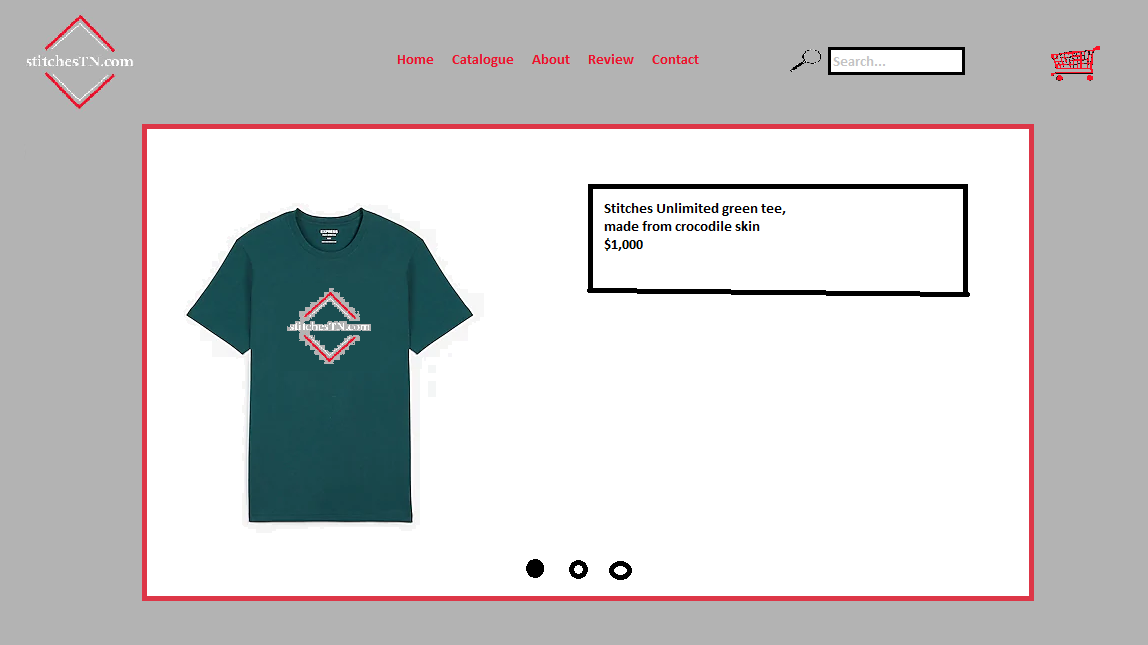 stitchesTN.com
Home Catalogue About Review Contact
Search...
Stitches Unlimited green tee,
made from crocodile skin
$1,000
EXPRESS
stitchesTN.com